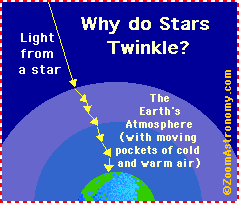 Why do Stars
Twinkle?
Light
from
a star
The
Earth's
Atmosphere
(with moving
pockets of cold
and warm air)
©ZoomAstronomy.com